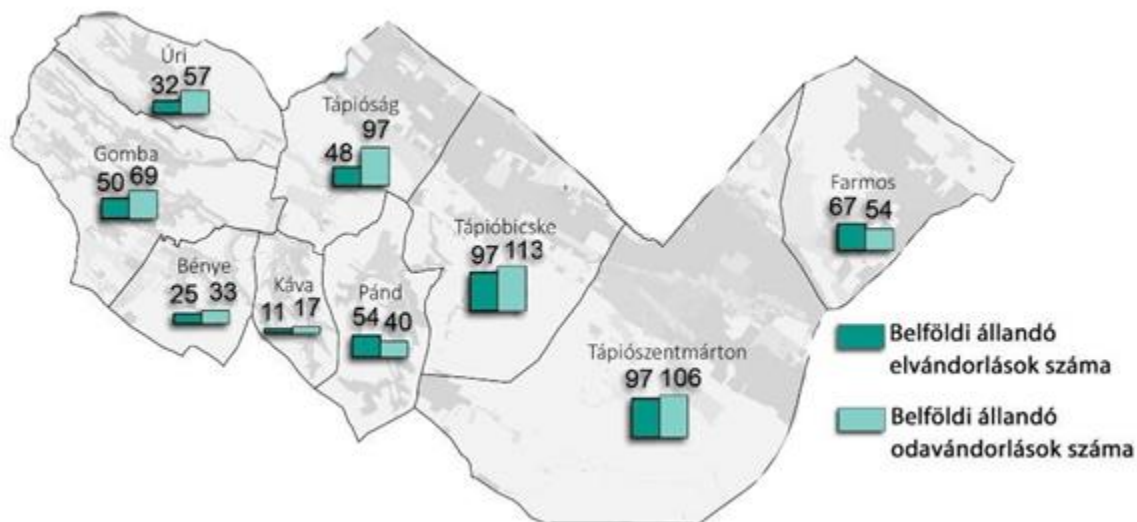 Úri
32 57
Tápióság
48 97
Gomba
50 69
Farmos
67 54
Tápióbicske
97 113
Bénye
25 33
Káva
11 17
Pánd
54 40
Tápiószentmárton
97 106
Belföldi állandó
elvándorlások száma
Belföldi állandó
odavándorlások száma